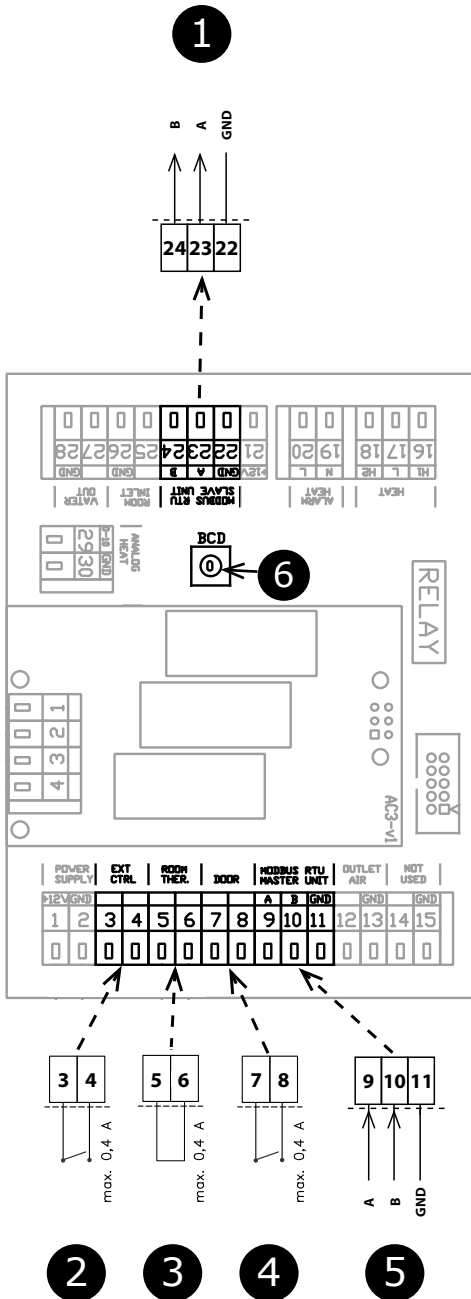 1
B A GND
24 23 22
28 27 26 25 24 23 22 21 20 19 18 17 16
GND GND B A GND +12V L N H2 L H1
VATER OUT
ROOM INLET
MODBUS RTU SLAVE UNIT
ALARM HEAT
HEAT
29 30
0-10 GND
ANALOG HEAT
BCD
0
6
RELAY
1
2
3
4
AC3-v1
POWER SUPPLY
EXT CTRL
ROOM THER.
DOOR
MODBUS RTU MASTER UNIT
OUTLET AIR
NOT USED
+12V GND A B GND GND GND
1 2 3 4 5 6 7 8 9 10 11 12 13 14 15
3 4
max. 0,4 A
5 6
max. 0,4 A
7 8
max. 0,4 A
9 10 11
A B GND
2 3 4 5